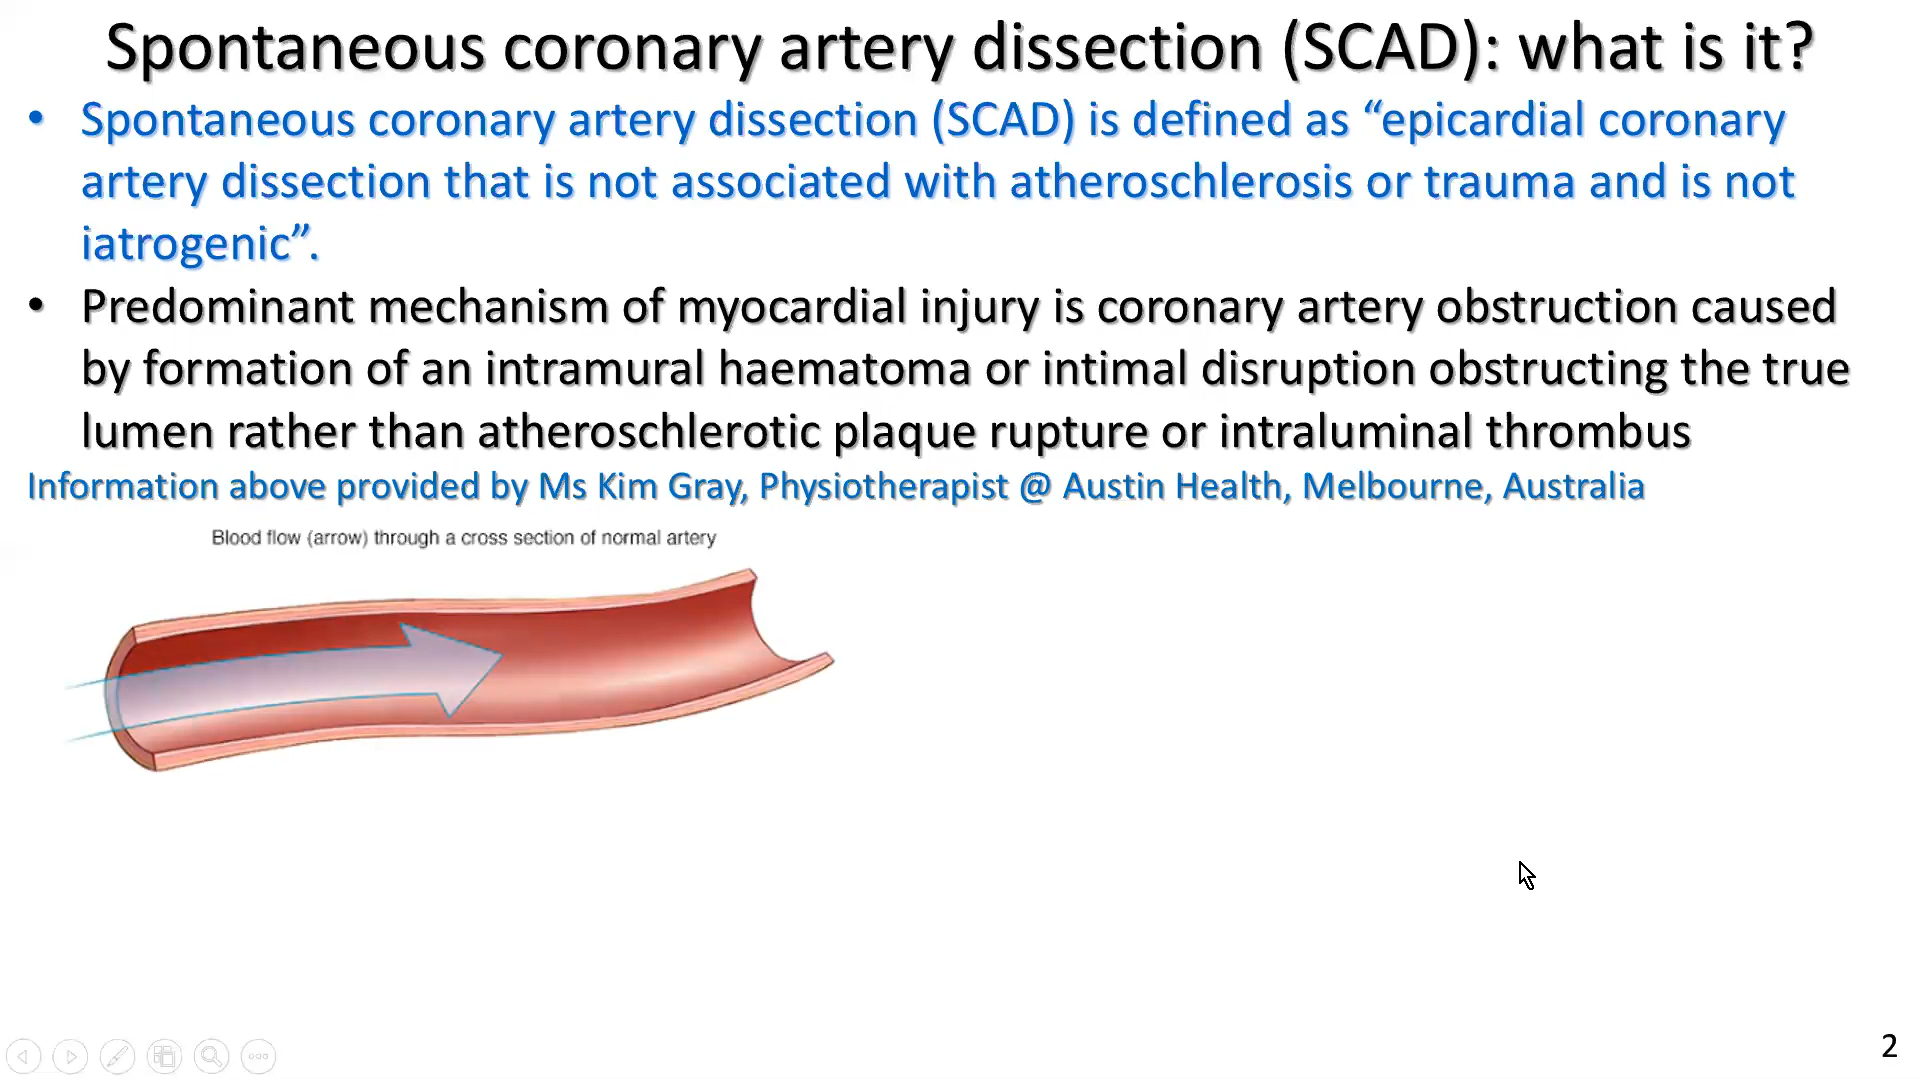 Spontaneous coronary artery dissection (SCAD): what is it?
• Spontaneous coronary artery dissection (SCAD) is defined as “epicardial coronary
artery dissection that is not associated with atheroschlerosis or trauma and is not
iatrogenic”.
• Predominant mechanism of myocardial injury is coronary artery obstruction caused
by formation of an intramural haematoma or intimal disruption obstructing the true
lumen rather than atheroschlerotic plaque rupture or intraluminal thrombus
Information above provided by Ms Kim Gray, Physiotherapist @ Austin Health, Melbourne, Australia
Blood flow (arrow) through a cross section of normal artery
2